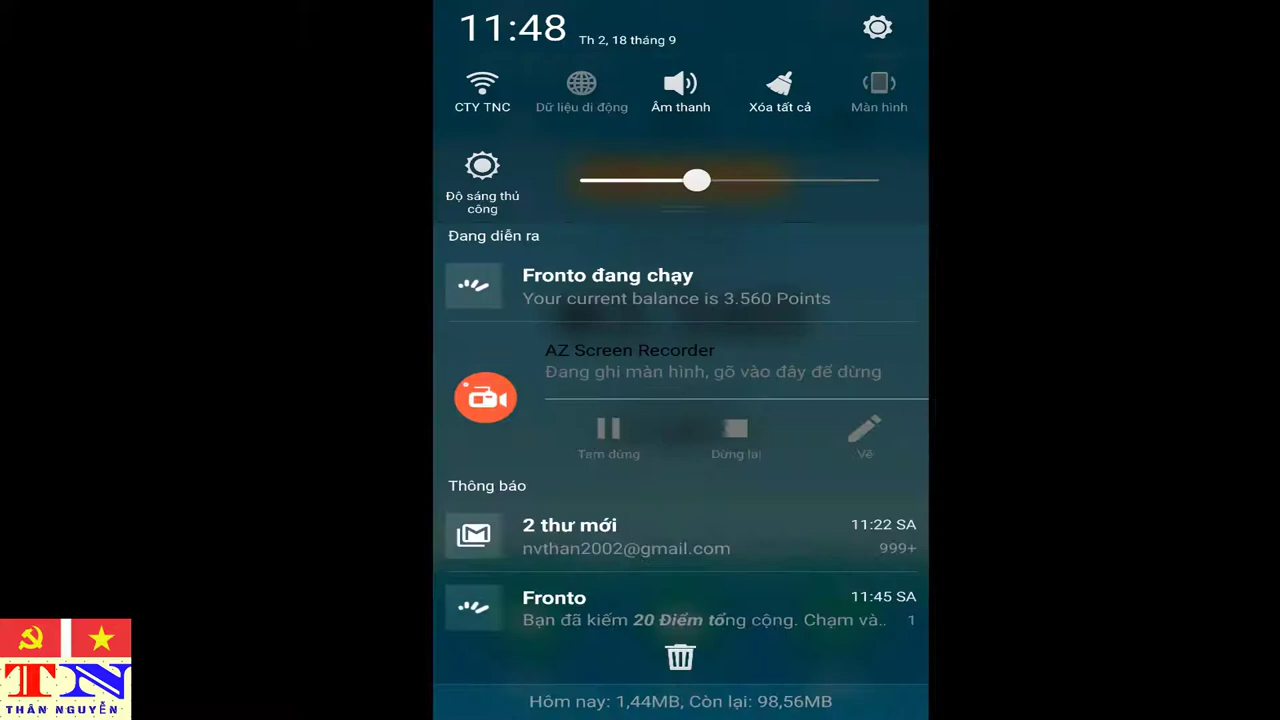 11:48
Th 2, 18 tháng 9
CTY TNC
Dữ liệu di động
Âm thanh
Xóa tất cả
Màn hình
Độ sáng thủ
công
Đang diễn ra
Fronto đang chạy
Your current balance is 3.560 Points
AZ Screen Recorder
Đang ghi màn hình, gõ vào đây để dừng
Tạm dừng
Dừng lại
Vẽ
Thông báo
2 thư mới
11:22 SA
nvthan2002@gmail.com
999+
Fronto
11:45 SA
Bạn đã kiếm 20 Điểm tổng cộng. Chạm và..
1
Hôm nay: 1,44MB, Còn lại: 98,56MB
TN
THÂN NGUYỄN